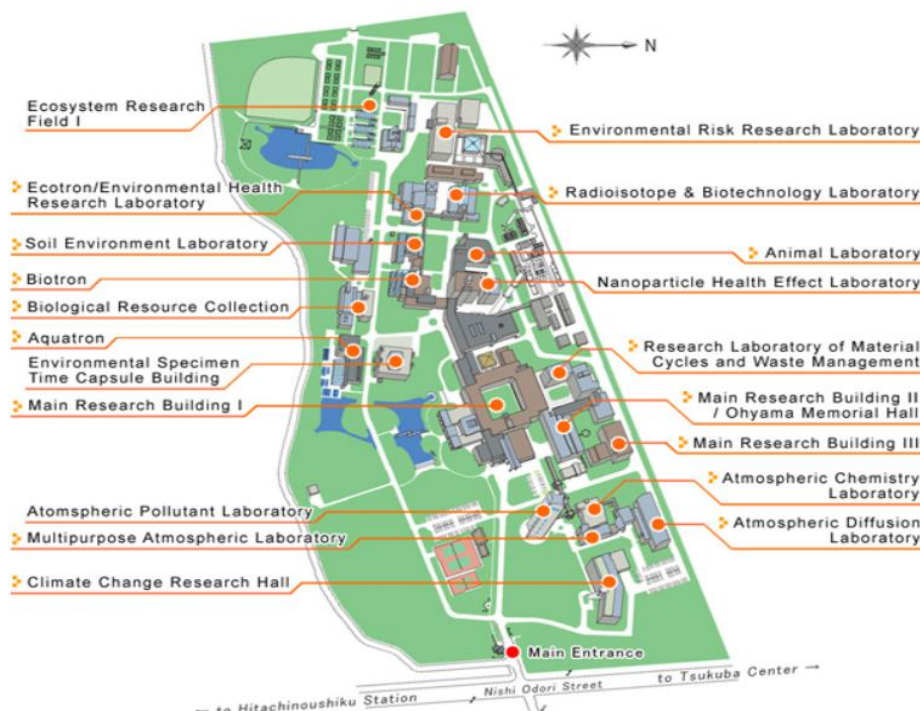 N
Ecosystem Research
Field I
Environmental Risk Research Laboratory
Ecotron/Environmental Health
Research Laboratory
Radioisotope & Biotechnology Laboratory
Soil Environment Laboratory
Animal Laboratory
Biotron
Nanoparticle Health Effect Laboratory
Biological Resource Collection
Aquatron
Research Laboratory of Material
Cycles and Waste Management
Environmental Specimen
Time Capsule Building
Main Research Building I
Main Research Building II
/ Ohyama Memorial Hall
Main Research Building III
Atmospheric Chemistry
Laboratory
Atomspheric Pollutant Laboratory
Atmospheric Diffusion
Laboratory
Multipurpose Atmospheric Laboratory
Climate Change Research Hall
Main Entrance
to Tsukuba Center →
Nishi Odori Street
← to Hitachinoushiku Station